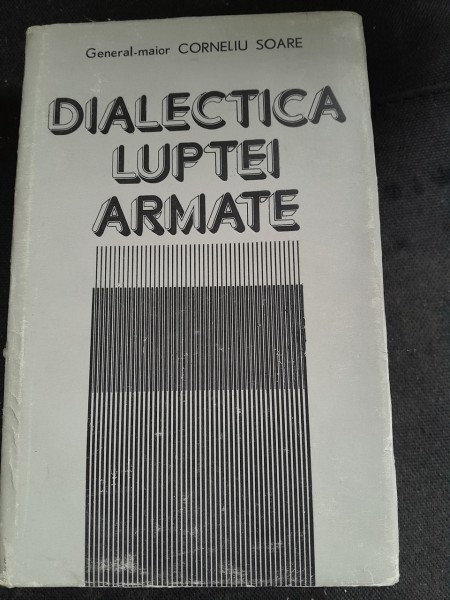 General-maior CORNELIU SOARE
DIALECTICA
LUPTEI
ARMATE